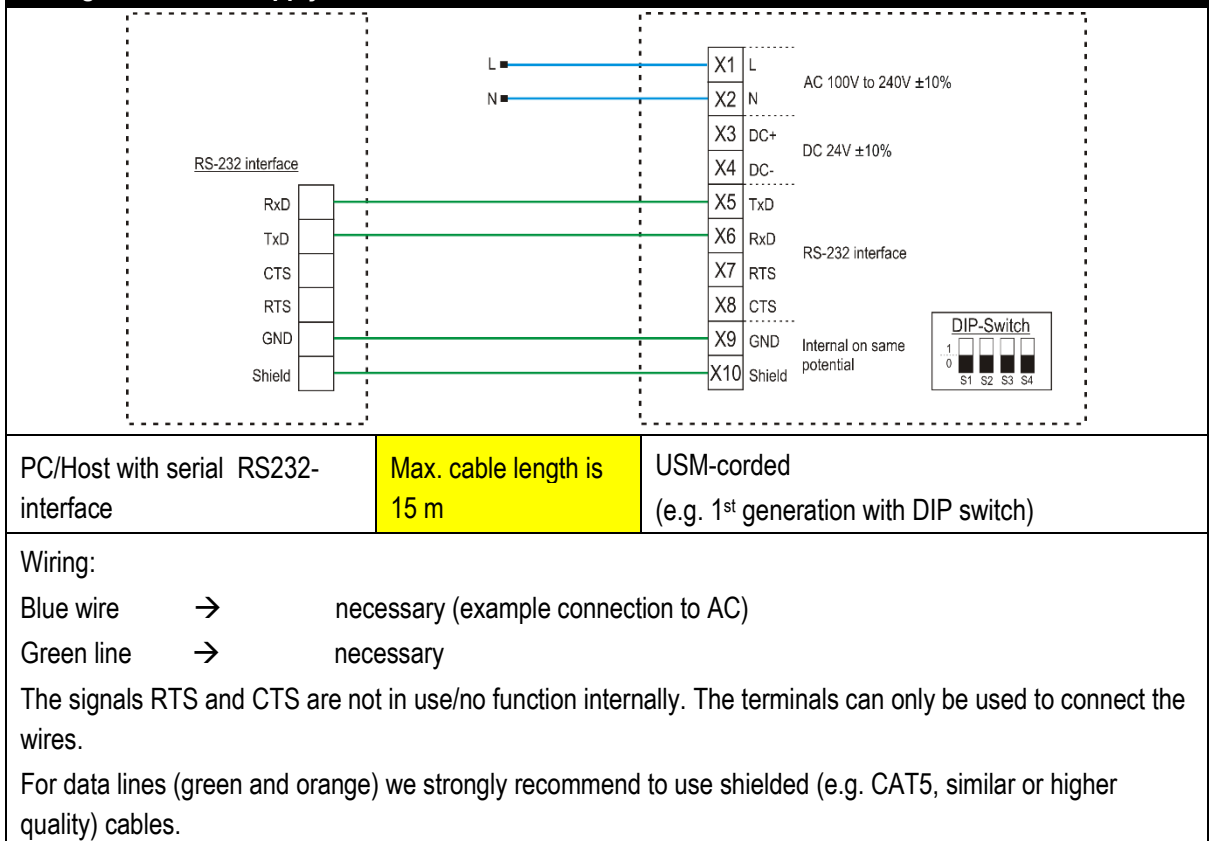 L
N
X1 L
X2 N
AC 100V to 240V ±10%
X3 DC+
X4 DC-
DC 24V ±10%
RS-232 interface
RxD
TxD
CTS
RTS
GND
Shield
X5 TxD
X6 RxD
X7 RTS
X8 CTS
RS-232 interface
X9 GND
X10 Shield
Internal on same
potential
DIP-Switch
1
0
S1 S2 S3 S4
PC/Host with serial RS232-
interface
Max. cable length is
15 m
USM-corded
(e.g. 1st generation with DIP switch)
Wiring:
Blue wire → necessary (example connection to AC)
Green line → necessary
The signals RTS and CTS are not in use/no function internally. The terminals can only be used to connect the
wires.
For data lines (green and orange) we strongly recommend to use shielded (e.g. CAT5, similar or higher
quality) cables.